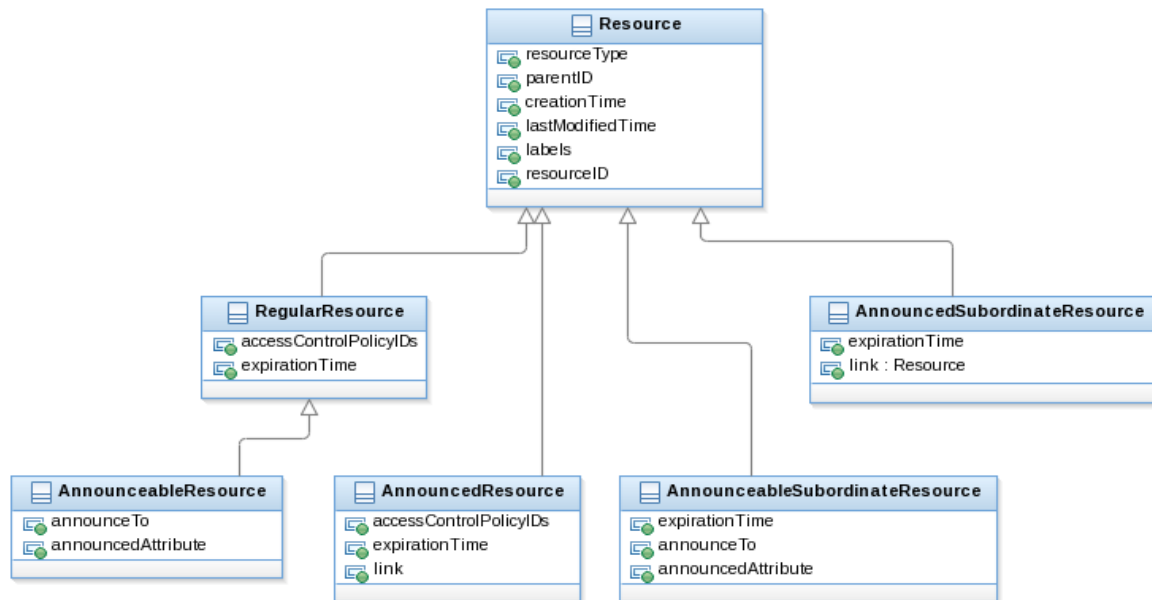 Resource
resourceType
parentID
creationTime
lastModifiedTime
labels
resourceID
RegularResource
accessControlPolicyIDs
expirationTime
AnnouncedSubordinateResource
expirationTime
link : Resource
AnnounceableResource
announceTo
announcedAttribute
AnnouncedResource
accessControlPolicyIDs
expirationTime
link
AnnounceableSubordinateResource
expirationTime
announceTo
announcedAttribute